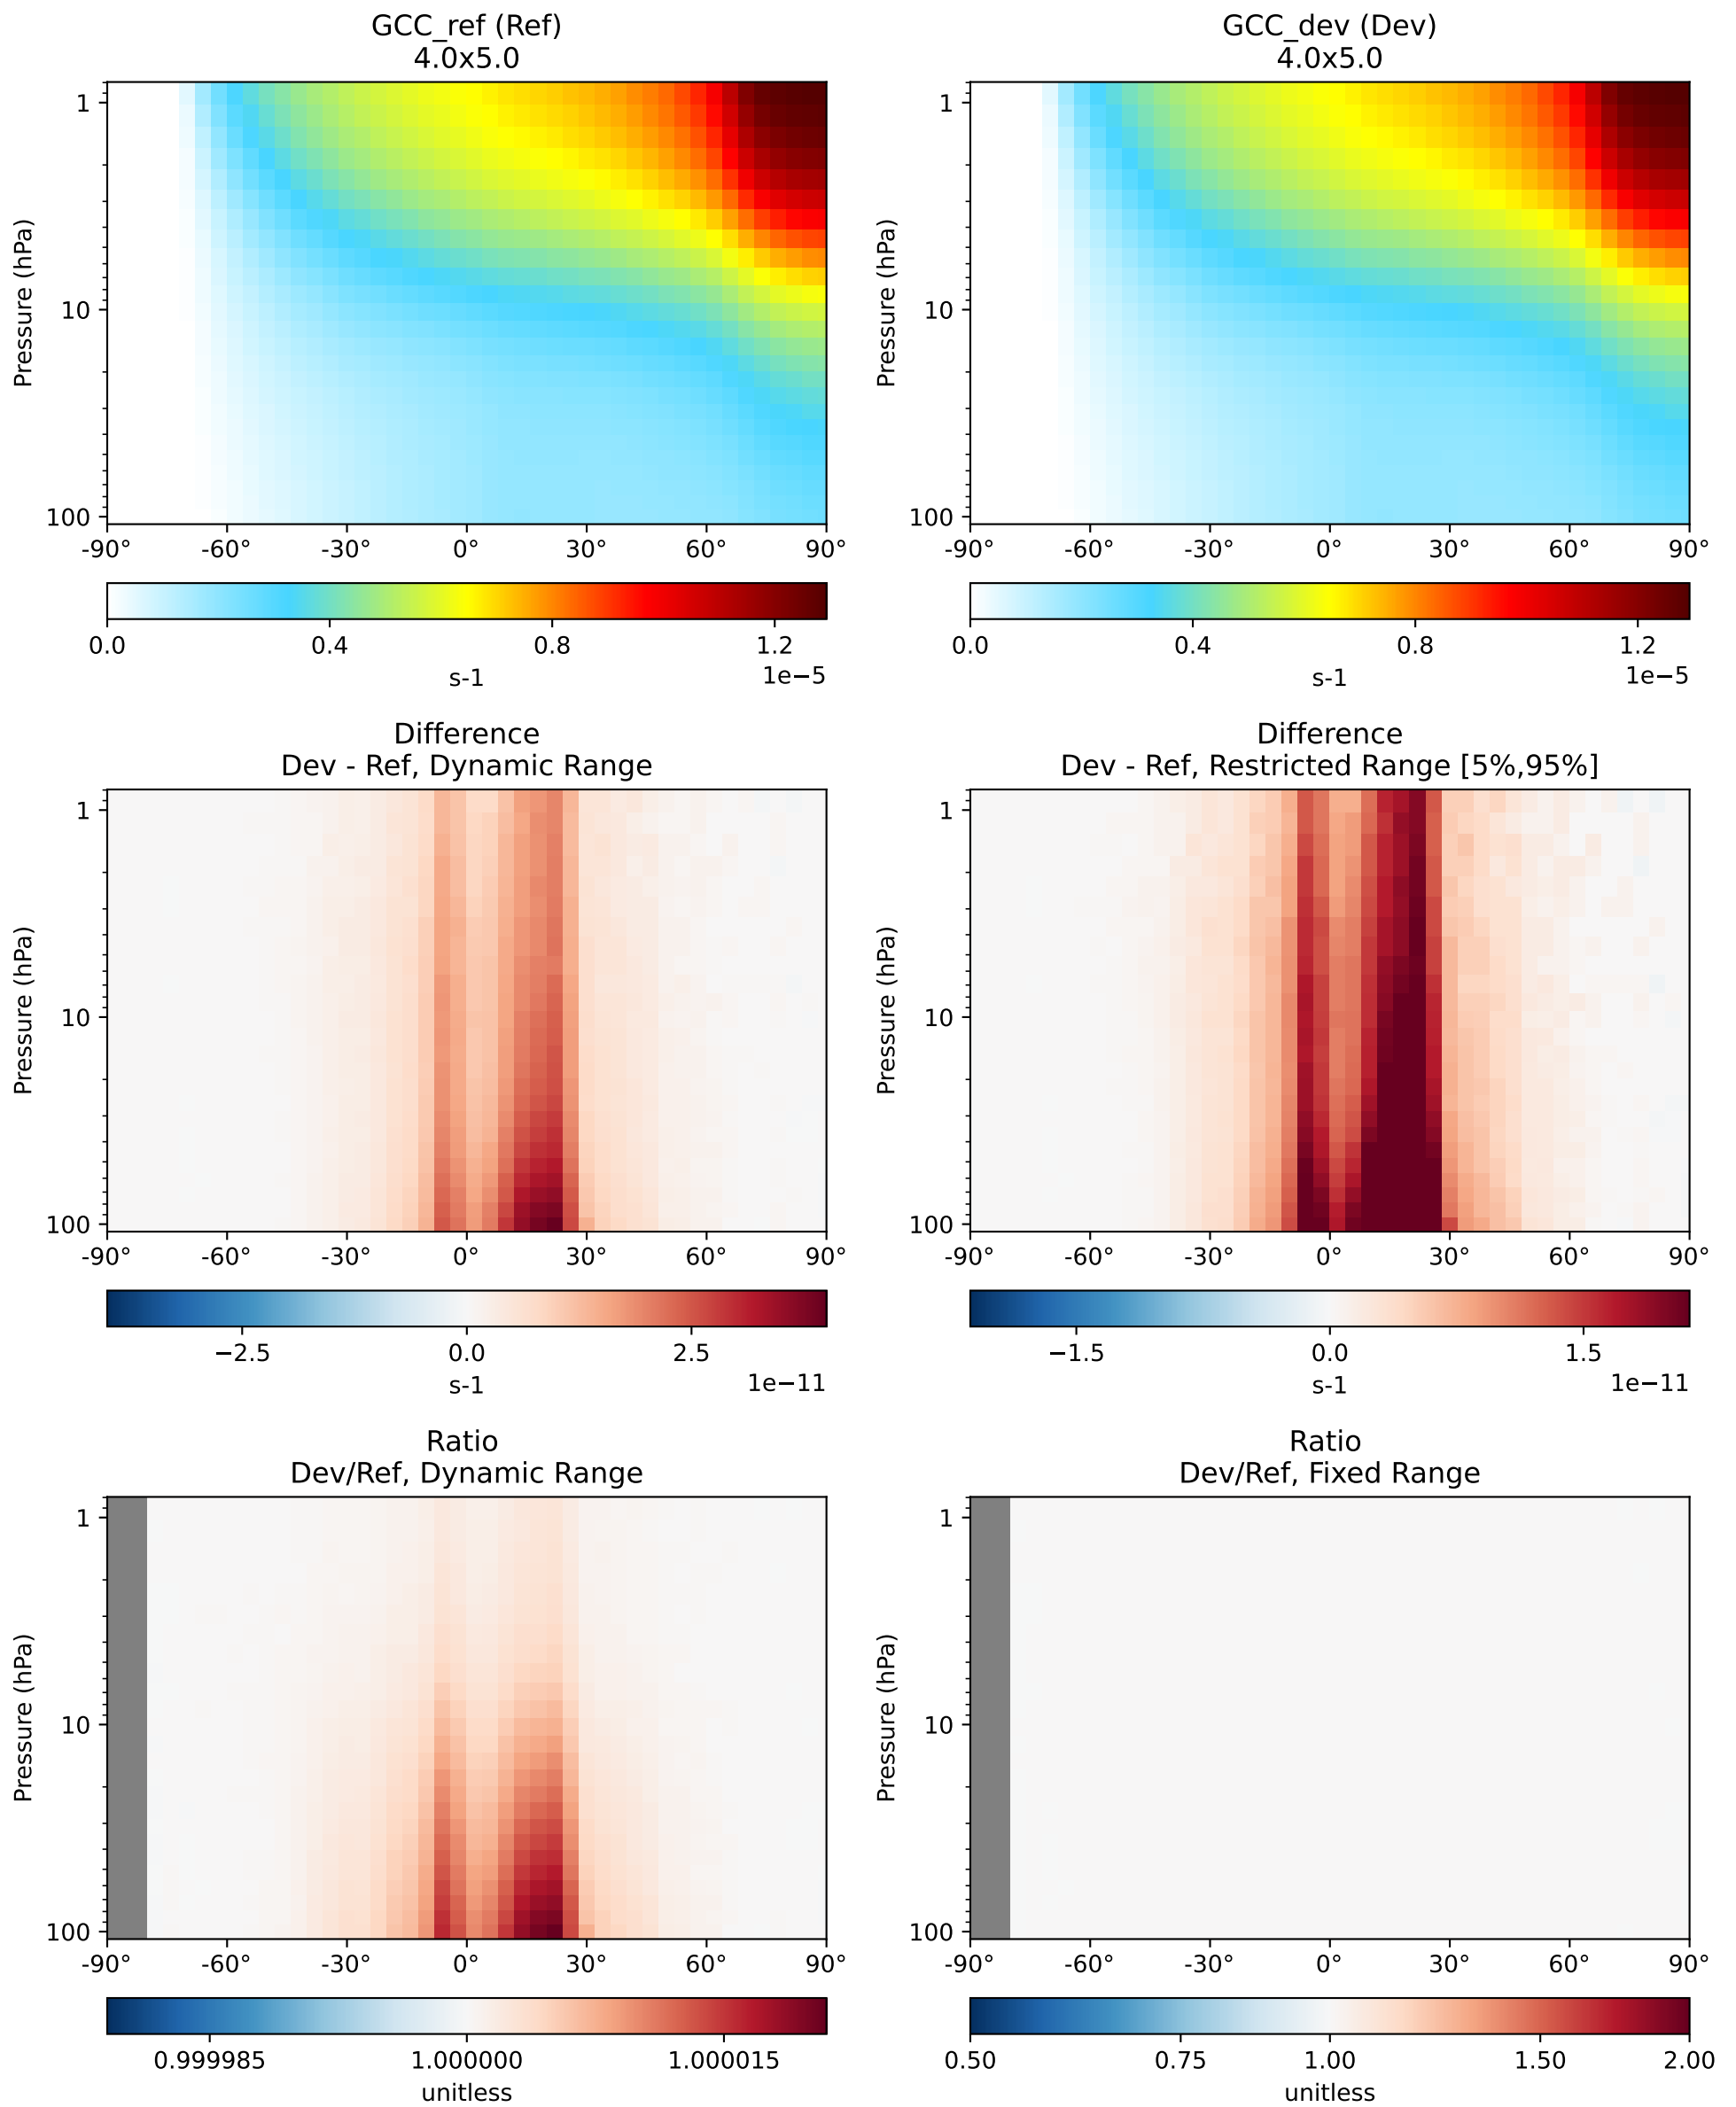 GCC_ref (Ref)
4.0x5.0
Pressure (hPa)
1
10
100
-90° -60° -30° 0° 30° 60° 90°
0.0 0.4 0.8 1.2
1e−5
s-1
GCC_dev (Dev)
4.0x5.0
Pressure (hPa)
1
10
100
-90° -60° -30° 0° 30° 60° 90°
0.0 0.4 0.8 1.2
1e−5
s-1
Difference
Dev - Ref, Dynamic Range
Pressure (hPa)
1
10
100
-90° -60° -30° 0° 30° 60° 90°
−2.5 0.0 2.5
1e−11
s-1
Difference
Dev - Ref, Restricted Range [5%,95%]
Pressure (hPa)
1
10
100
-90° -60° -30° 0° 30° 60° 90°
−1.5 0.0 1.5
1e−11
s-1
Ratio
Dev/Ref, Dynamic Range
Pressure (hPa)
1
10
100
-90° -60° -30° 0° 30° 60° 90°
0.999985 1.000000 1.000015
unitless
Ratio
Dev/Ref, Fixed Range
Pressure (hPa)
1
10
100
-90° -60° -30° 0° 30° 60° 90°
0.50 0.75 1.00 1.50 2.00
unitless